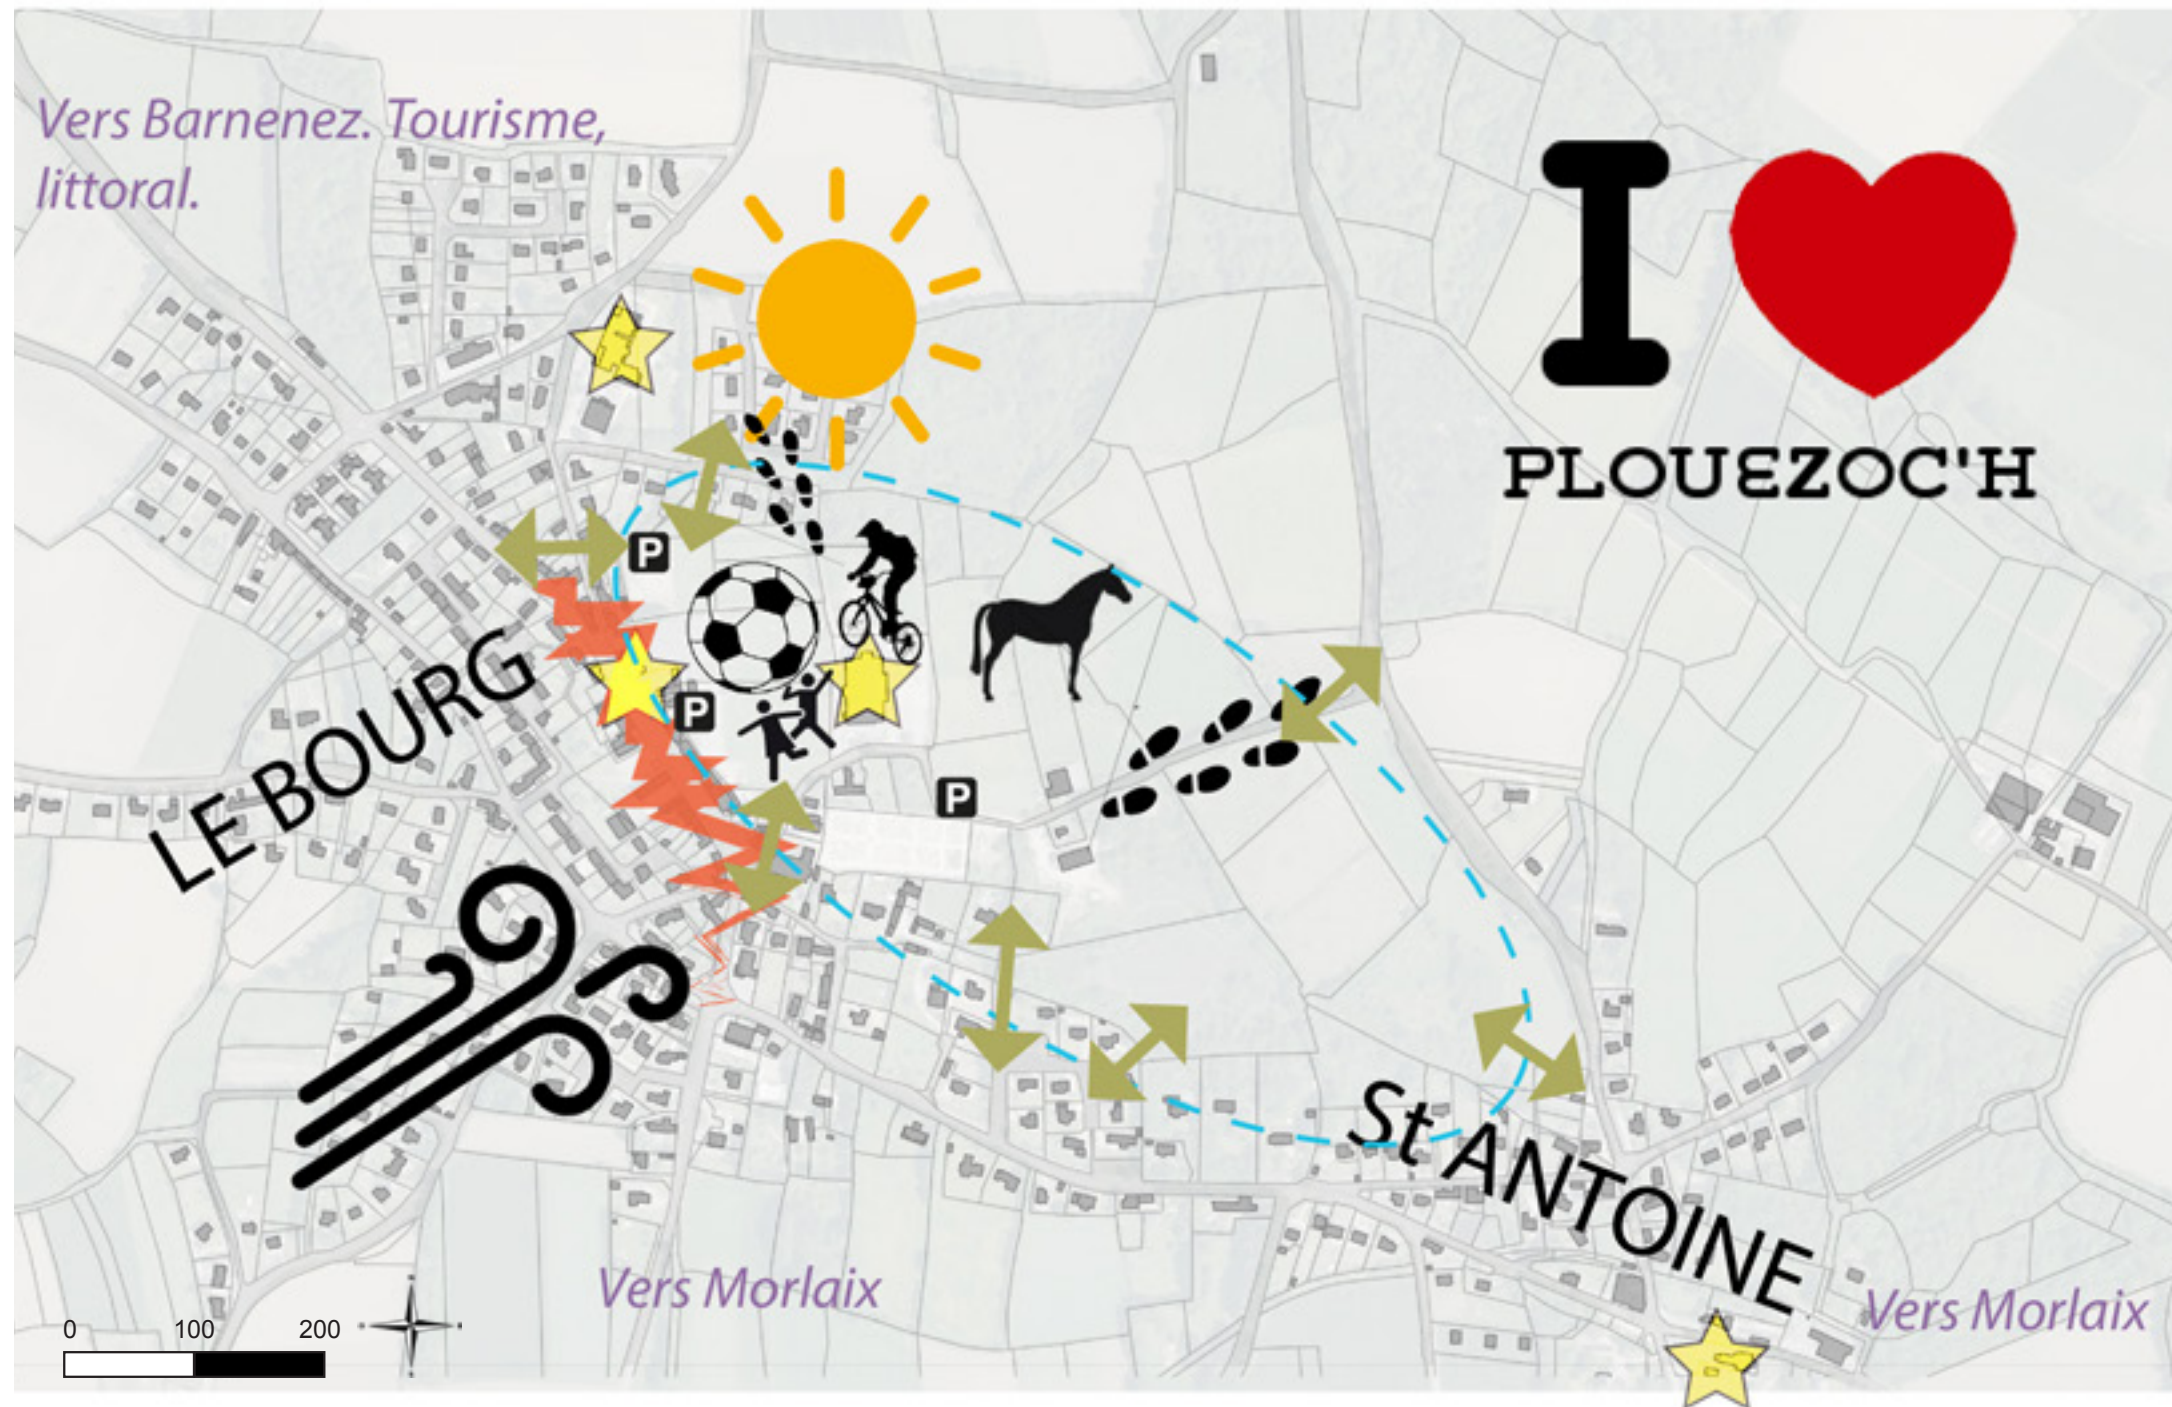 Vers Barnenez. Tourisme,
littoral.
I
PLOUEZOC'H
P
LE BOURG
P
P
St ANTOINE
Vers Morlaix
Vers Morlaix
0 100 200